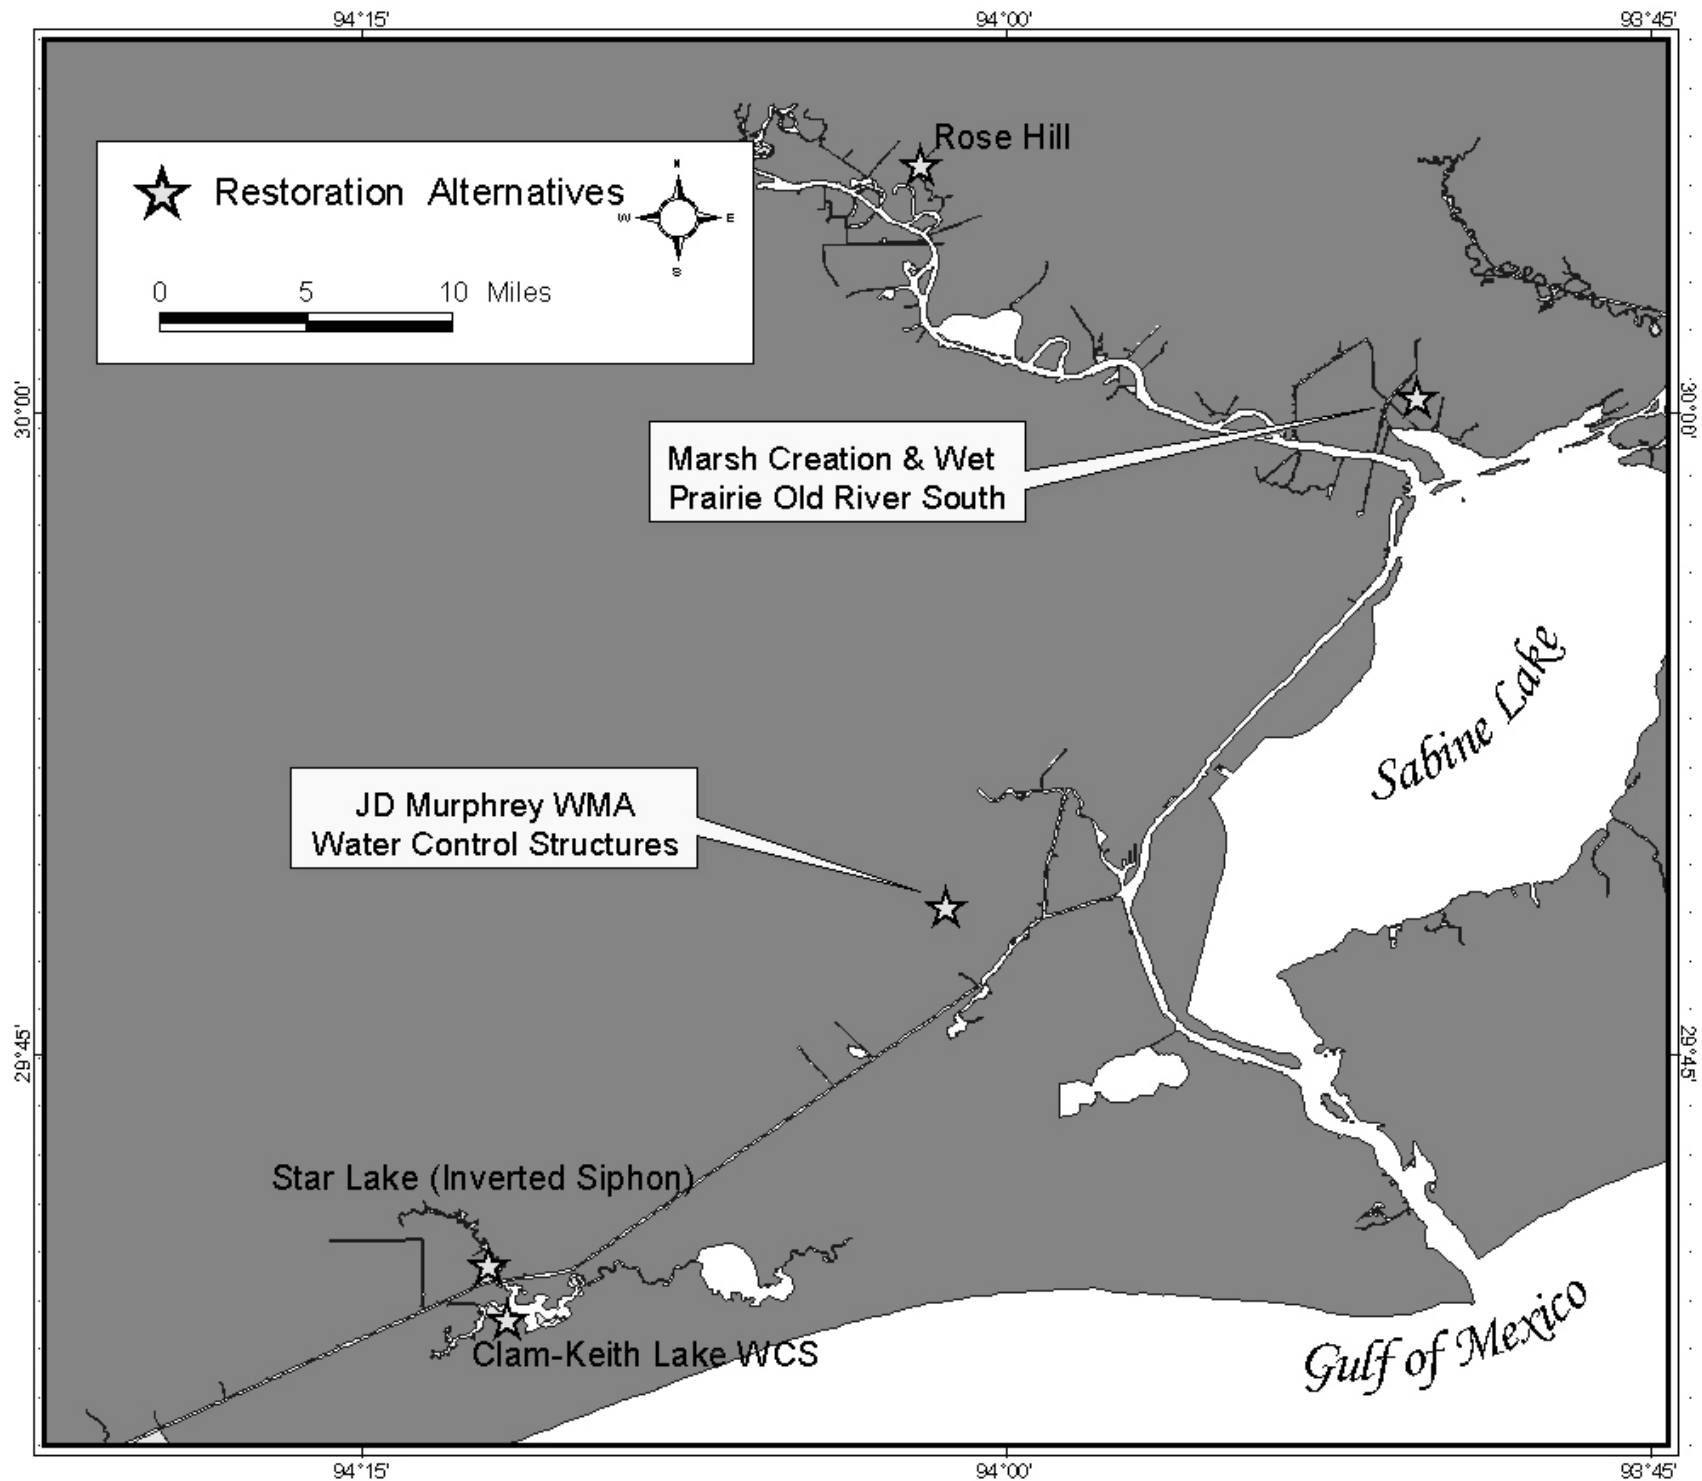 94°15' 94°00' 93°45'
Rose Hill
Restoration Alternatives
N
W E
S
0 5 10 Miles
30°00' 30°00'
Marsh Creation & Wet
Prairie Old River South
Sabine Lake
JD Murphrey WMA
Water Control Structures
29°45' 29°45'
Star Lake (Inverted Siphon)
Clam-Keith Lake WCS
Gulf of Mexico
94°15' 94°00' 93°45'